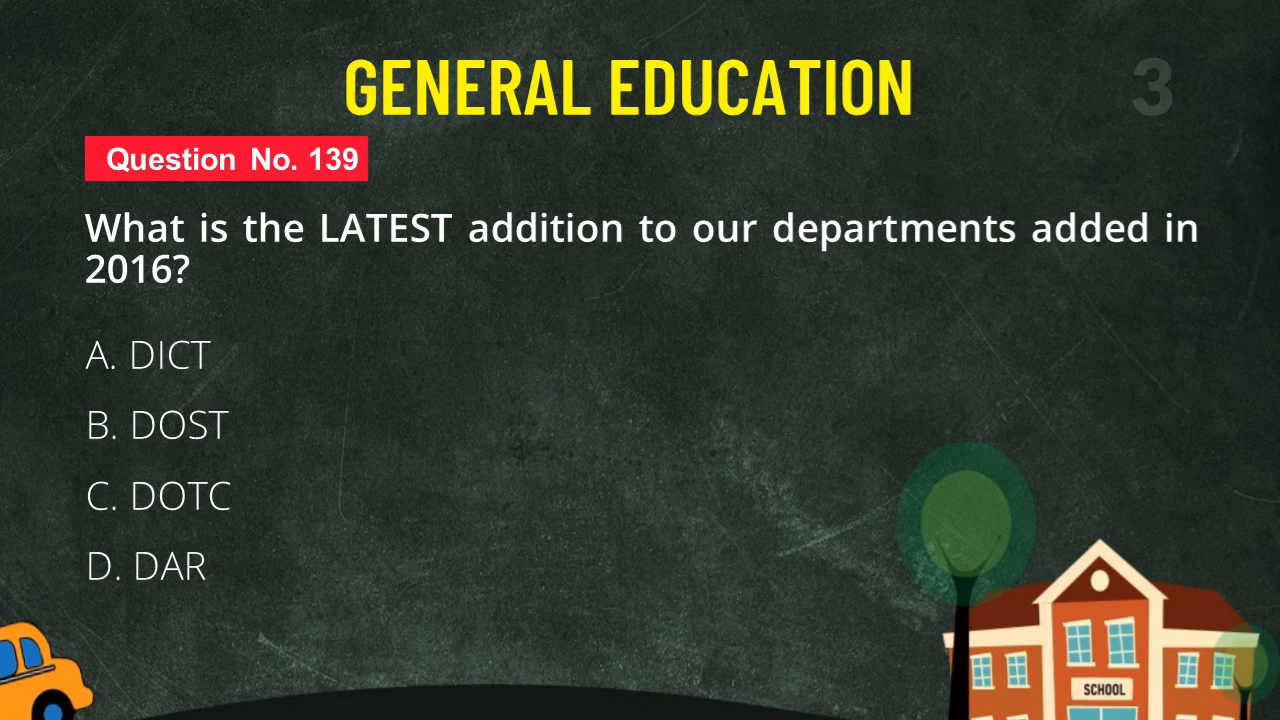 GENERAL EDUCATION
3
Question No. 139
What is the LATEST addition to our departments added in
2016?
A. DICT
B. DOST
C. DOTC
D. DAR
SCHOOL